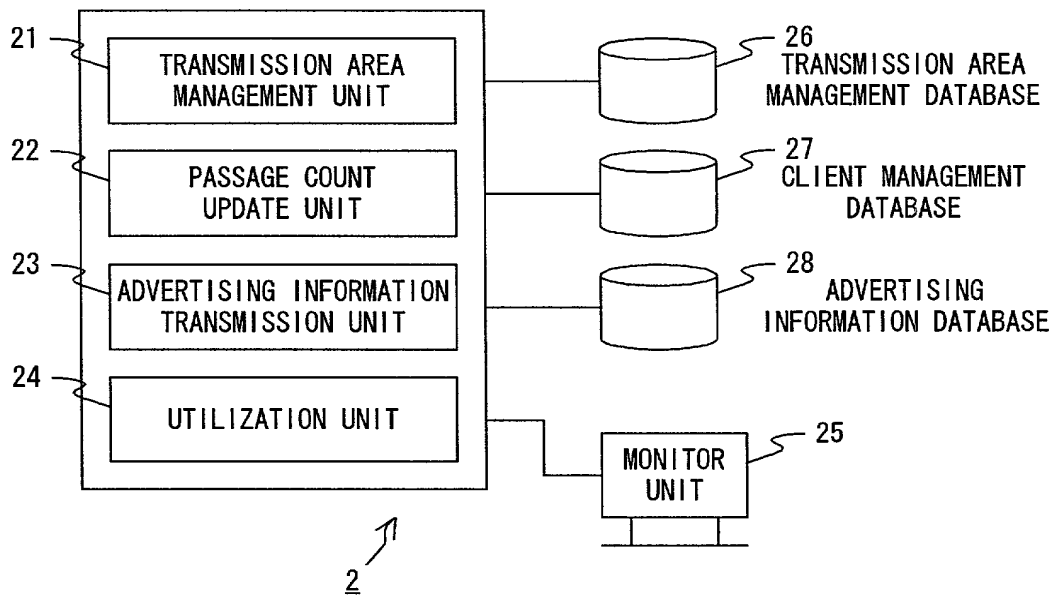 21
TRANSMISSION AREA
MANAGEMENT UNIT
22
PASSAGE COUNT
UPDATE UNIT
23
ADVERTISING INFORMATION
TRANSMISSION UNIT
24
UTILIZATION UNIT
26
TRANSMISSION AREA
MANAGEMENT DATABASE
27
CLIENT MANAGEMENT
DATABASE
28
ADVERTISING
INFORMATION DATABASE
25
MONITOR
UNIT
2